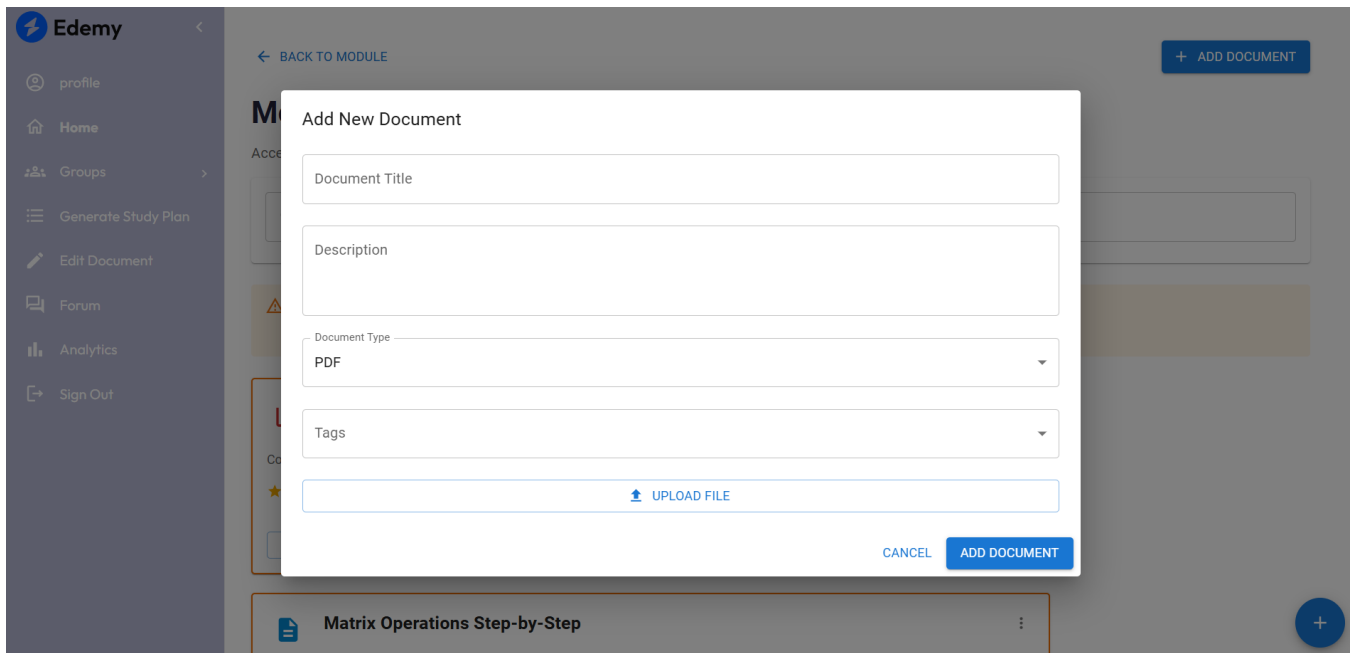 Edemy
BACK TO MODULE
+ ADD DOCUMENT
profile
Home
Groups
Generate Study Plan
Edit Document
Forum
Analytics
Sign Out
Add New Document
Document Title
Description
Document Type
PDF
Tags
UPLOAD FILE
CANCEL
ADD DOCUMENT
Matrix Operations Step-by-Step
+